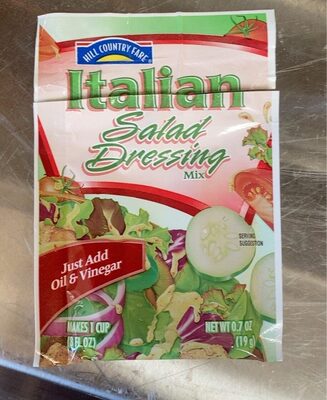 HILL COUNTRY FARE®
Italian
Salad
Dressing
Mix
SERVING
SUGGESTION
Just Add
Oil & Vinegar
MAKES 1 CUP
(8 FL OZ)
NET WT 0.7 OZ
(19 g)